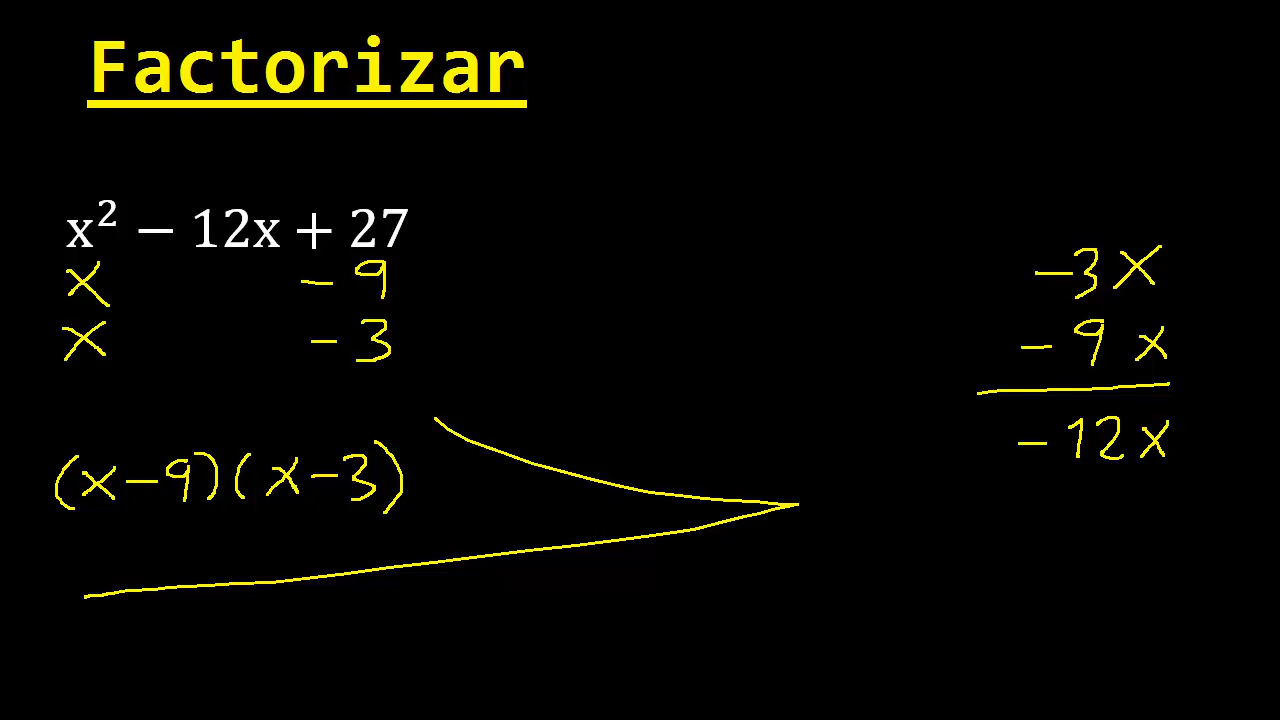 Factorizar
x² − 12x + 27
x − 9
x − 3
(x − 9)(x − 3)
−3x
− 9x
− 12x